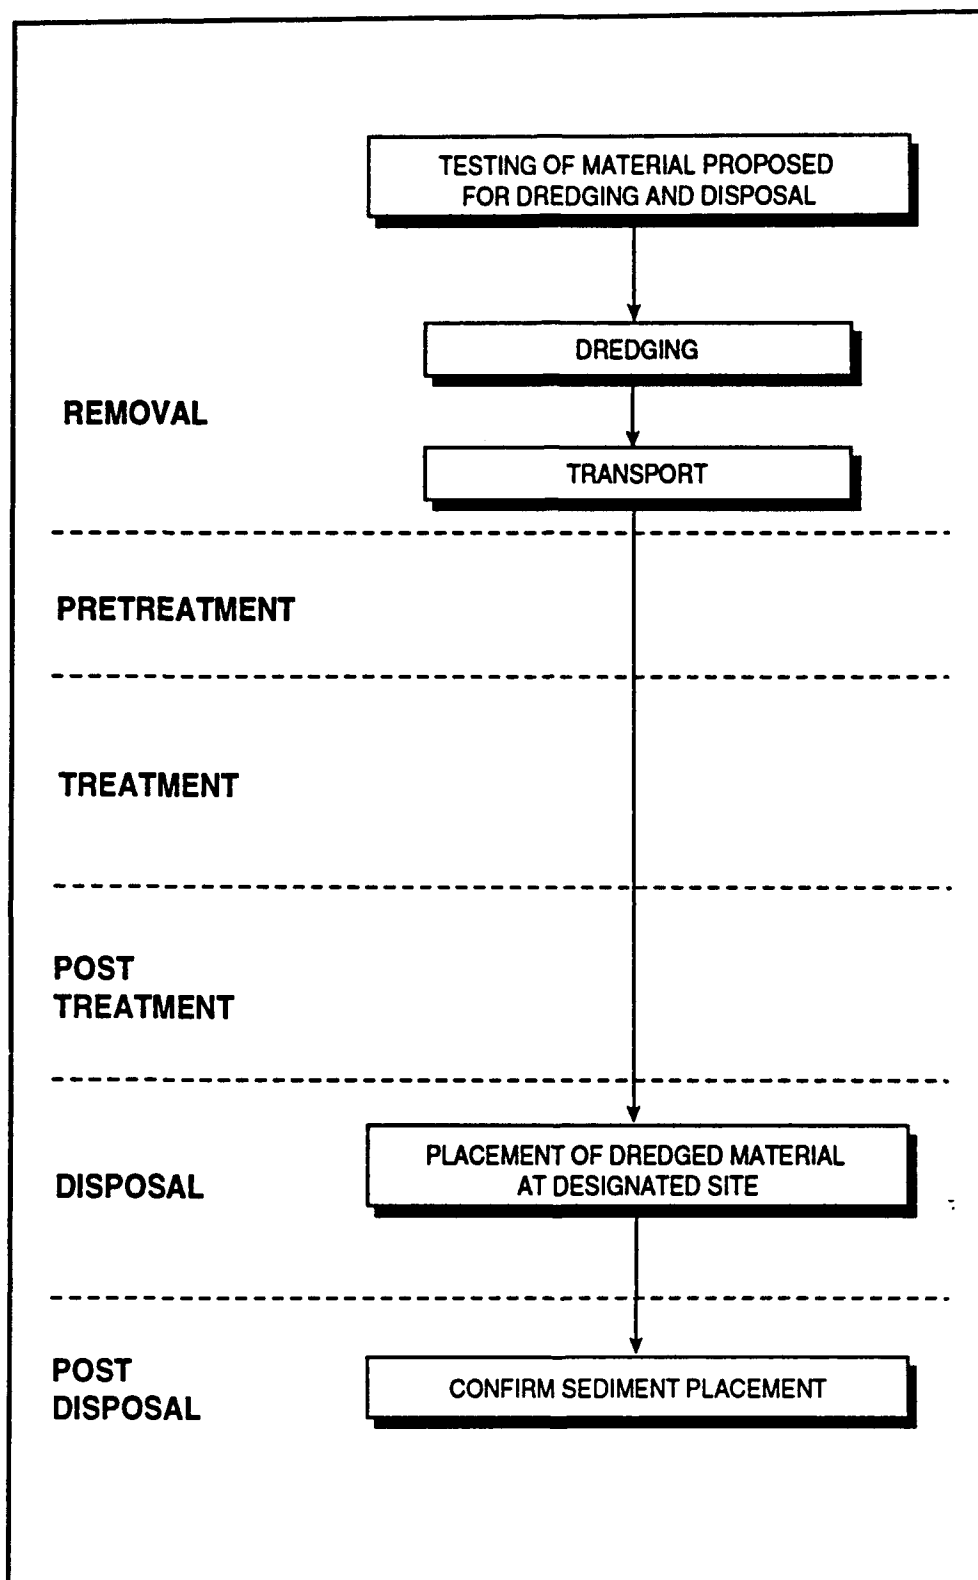 TESTING OF MATERIAL PROPOSED
FOR DREDGING AND DISPOSAL
DREDGING
REMOVAL
TRANSPORT
PRETREATMENT
TREATMENT
POST
TREATMENT
PLACEMENT OF DREDGED MATERIAL
AT DESIGNATED SITE
DISPOSAL
POST
DISPOSAL
CONFIRM SEDIMENT PLACEMENT